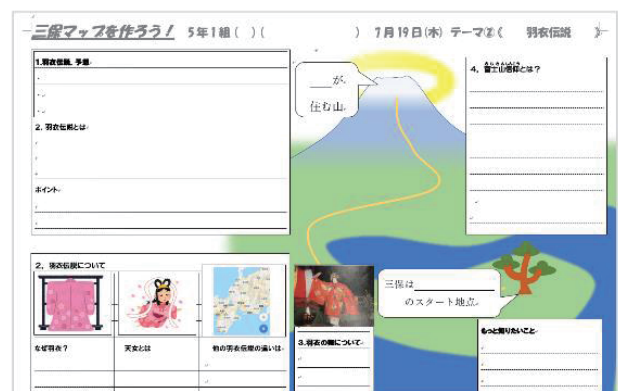 三保マップを作ろう！ 5年1組（ ）（ ） 7月19日（木） テーマ②《 羽衣伝説 》
1.羽衣伝説、予想
2．羽衣伝説とは
ポイント
＿＿が
住む山
4，富士山信仰とは？
2，羽衣伝説について
なぜ羽衣？
天女とは
他の羽衣伝説の違いは
3.羽衣の舞について
三保は
のスタート地点
もっと知りたいこと